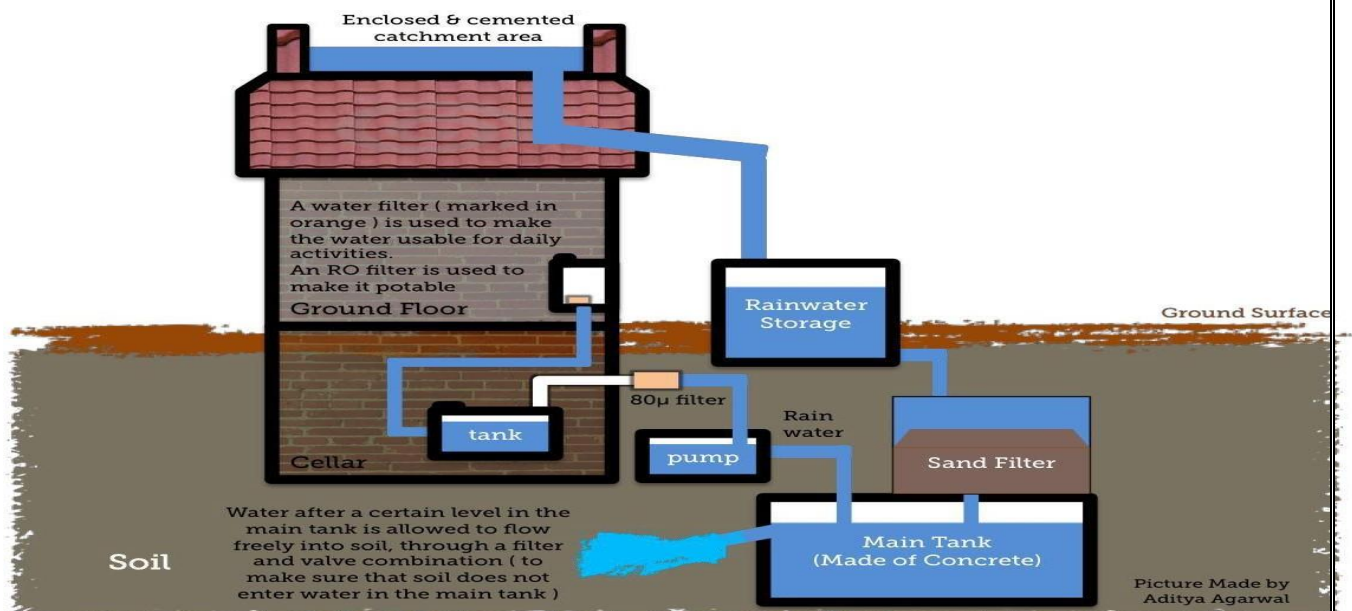 Enclosed & cemented
catchment area
A water filter ( marked in
orange ) is used to make
the water usable for daily
activities.
An RO filter is used to
make it potable
Ground Floor
Rainwater
Storage
Ground Surface
80µ filter
Rain
water
tank
pump
Sand Filter
Cellar
Water after a certain level in the
main tank is allowed to flow
freely into soil, through a filter
and valve combination ( to
make sure that soil does not
enter water in the main tank )
Main Tank
(Made of Concrete)
Soil
Picture Made by
Aditya Agarwal